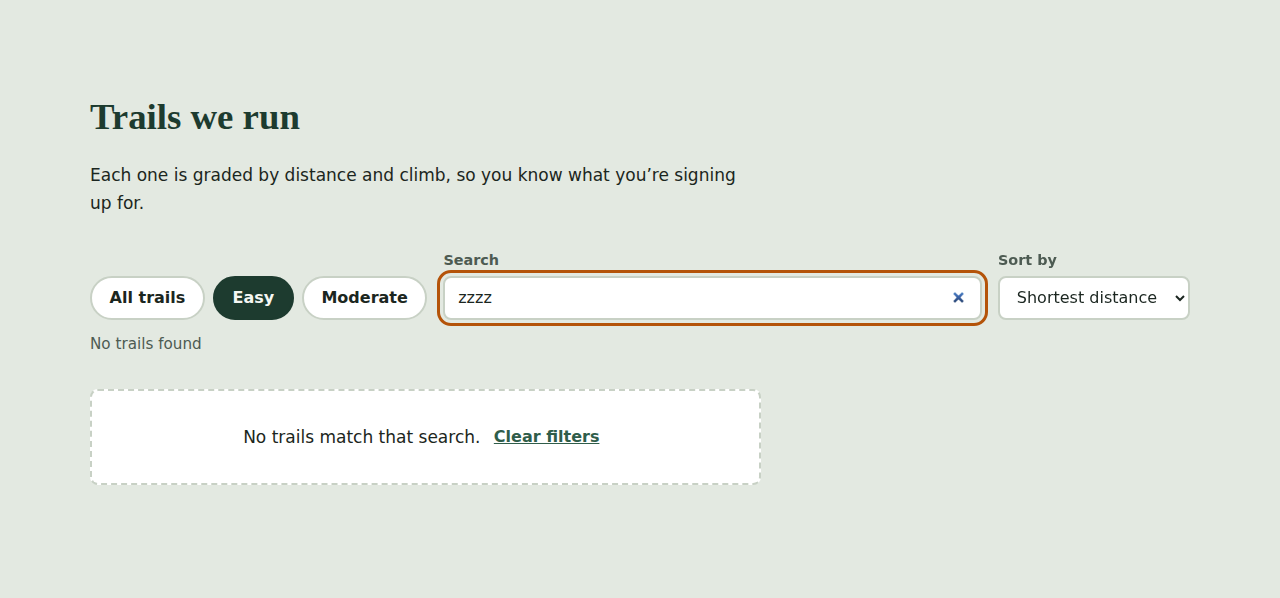 Trails we run
Each one is graded by distance and climb, so you know what you’re signing
up for.
Search
Sort by
All trails
Easy
Moderate
zzzz
Shortest distance
No trails found
No trails match that search. Clear filters